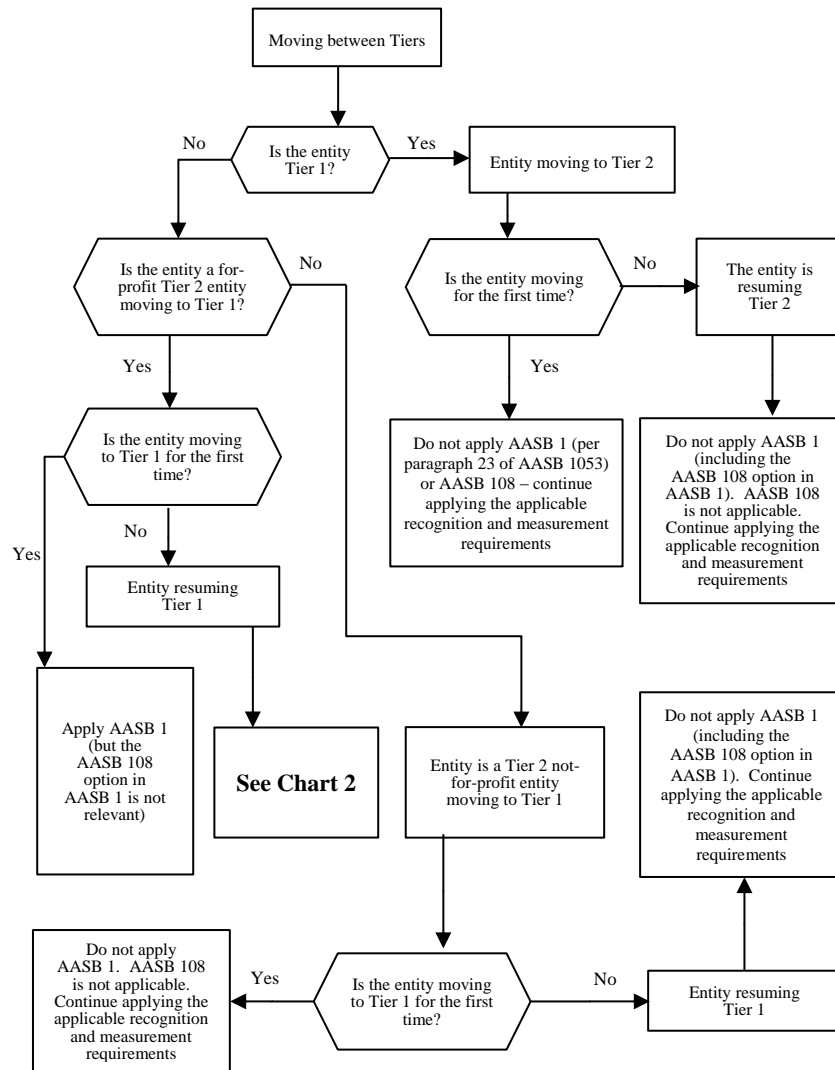 Moving between Tiers
No
Is the entity
Tier 1?
Yes
Entity moving to Tier 2
Is the entity a for-
profit Tier 2 entity
moving to Tier 1?
No
Is the entity moving
for the first time?
No
The entity is
resuming
Tier 2
Yes
Yes
Is the entity moving
to Tier 1 for the first
time?
Do not apply AASB 1 (per
paragraph 23 of AASB 1053)
or AASB 108 – continue
applying the applicable
recognition and measurement
requirements
Do not apply AASB 1
(including the
AASB 108 option in
AASB 1).  AASB 108
is not applicable.
Continue applying the
applicable recognition
and measurement
requirements
Yes
No
Entity resuming
Tier 1
Apply AASB 1
(but the
AASB 108
option in
AASB 1 is not
relevant)
See Chart 2
Entity is a Tier 2 not-
for-profit entity
moving to Tier 1
Do not apply AASB 1
(including the
AASB 108 option in
AASB 1).  Continue
applying the applicable
recognition and
measurement
requirements
Do not apply
AASB 1.  AASB 108
is not applicable.
Continue applying the
applicable recognition
and measurement
requirements
Yes
Is the entity moving
to Tier 1 for the first
time?
No
Entity resuming
Tier 1